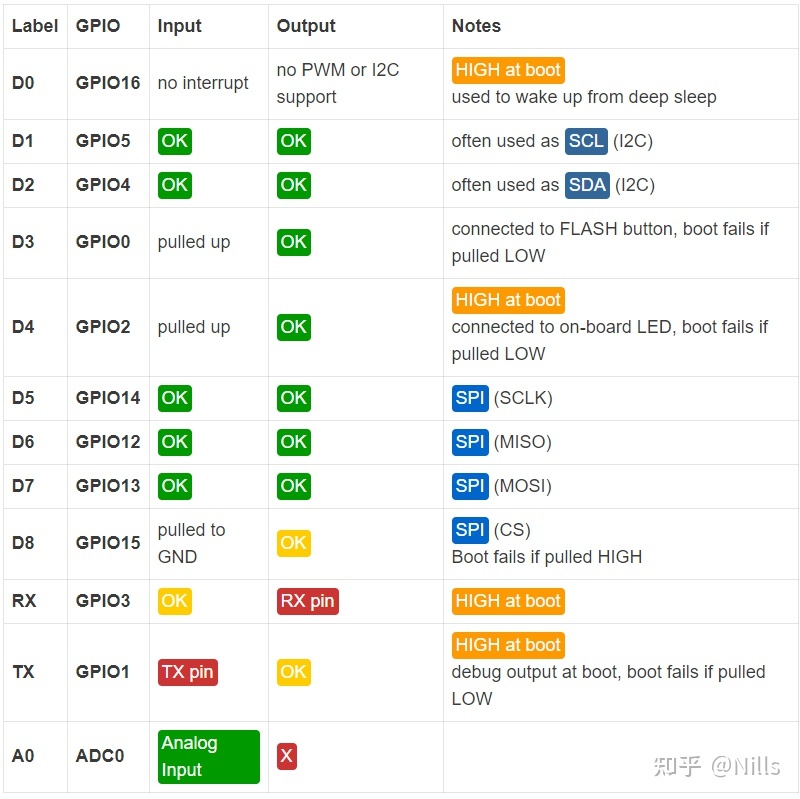 Label GPIO Input Output Notes
D0 GPIO16 no interrupt no PWM or I2C support HIGH at boot
used to wake up from deep sleep
D1 GPIO5 OK OK often used as SCL (I2C)
D2 GPIO4 OK OK often used as SDA (I2C)
D3 GPIO0 pulled up OK connected to FLASH button, boot fails if
pulled LOW
D4 GPIO2 pulled up OK HIGH at boot
connected to on-board LED, boot fails if
pulled LOW
D5 GPIO14 OK OK SPI (SCLK)
D6 GPIO12 OK OK SPI (MISO)
D7 GPIO13 OK OK SPI (MOSI)
D8 GPIO15 pulled to GND OK SPI (CS)
Boot fails if pulled HIGH
RX GPIO3 OK RX pin HIGH at boot
TX GPIO1 TX pin OK HIGH at boot
debug output at boot, boot fails if pulled
LOW
A0 ADC0 Analog Input X
知乎 @Nills